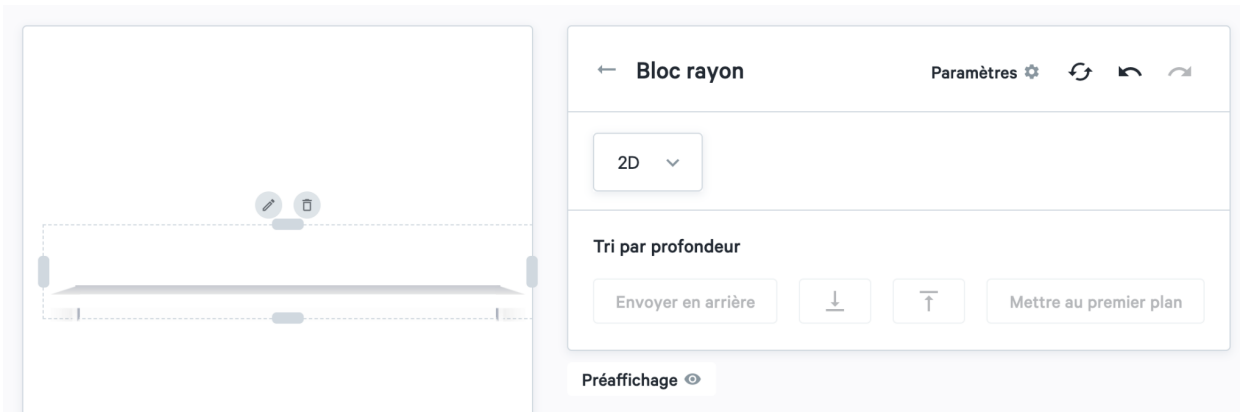 Bloc rayon
Paramètres
2D
Tri par profondeur
Envoyer en arrière
Mettre au premier plan
Préaffichage